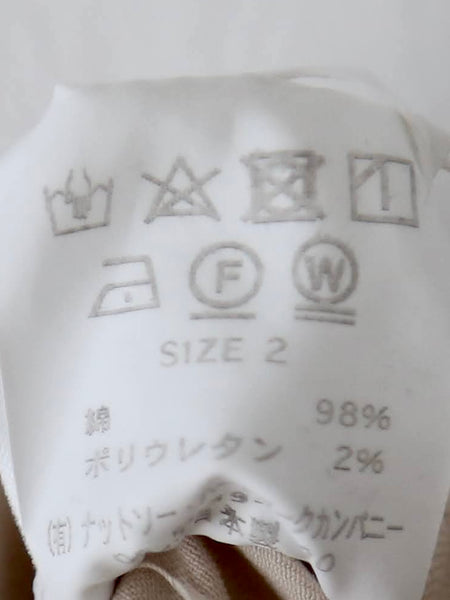 F W
SIZE 2
綿 98%
ポリウレタン 2%
(有)ナットソー クカンパニー